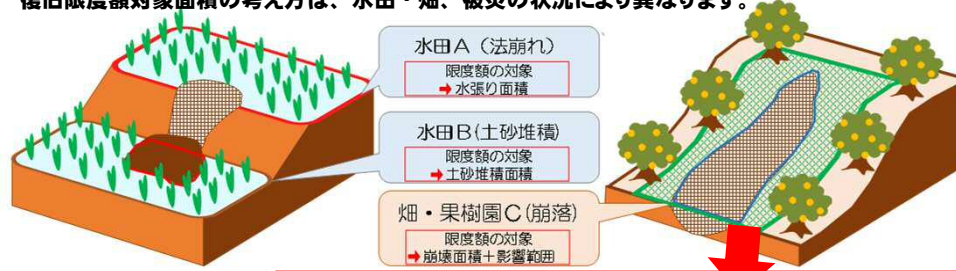 復旧限度額対象面積の考え方は、水田・畑、被災の状況により異なります。
水田A（法崩れ）
限度額の対象
➡水張り面積
水田B(土砂堆積)
限度額の対象
➡土砂堆積面積
畑・果樹園C(崩落)
限度額の対象
➡崩壊面積＋影響範囲